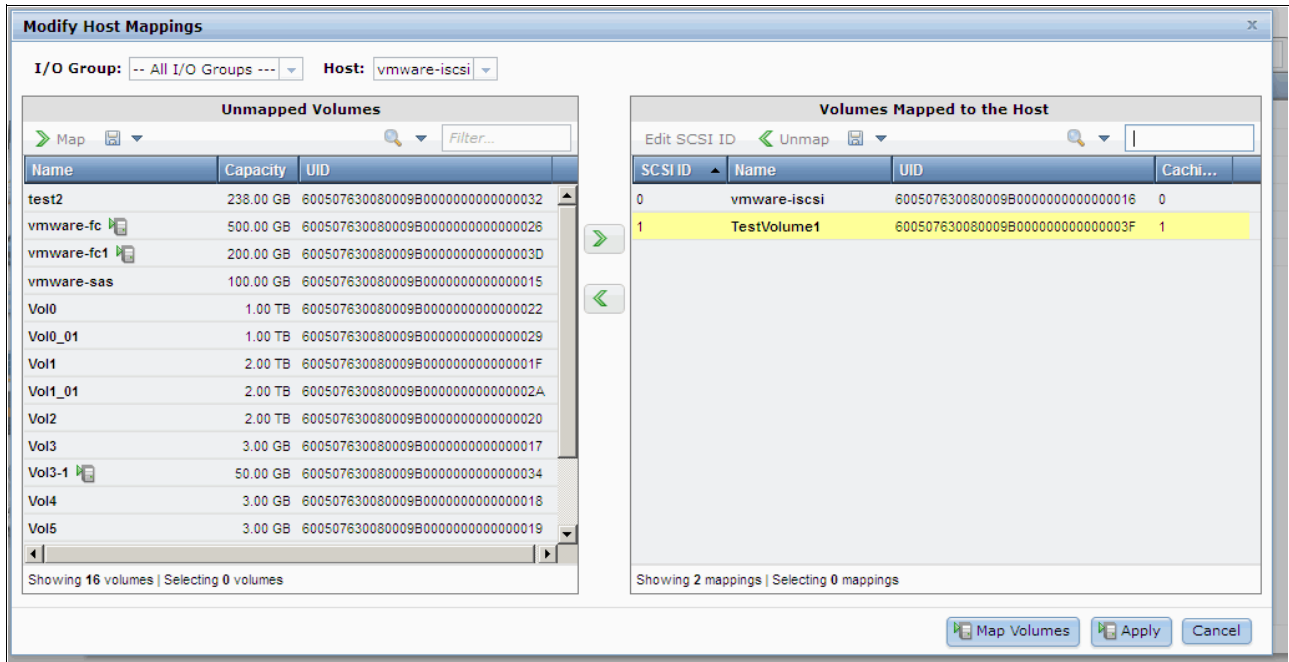 Modify Host Mappings x
I/O Group: -- All I/O Groups --- Host: vmware-iscsi
Unmapped Volumes
Map Filter...
Name Capacity UID
test2 238.00 GB 600507630080009B0000000000000032
vmware-fc 500.00 GB 600507630080009B0000000000000026
vmware-fc1 200.00 GB 600507630080009B000000000000003D
vmware-sas 100.00 GB 600507630080009B0000000000000015
Vol0 1.00 TB 600507630080009B0000000000000022
Vol0_01 1.00 TB 600507630080009B0000000000000029
Vol1 2.00 TB 600507630080009B000000000000001F
Vol1_01 2.00 TB 600507630080009B000000000000002A
Vol2 2.00 TB 600507630080009B0000000000000020
Vol3 3.00 GB 600507630080009B0000000000000017
Vol3-1 50.00 GB 600507630080009B0000000000000034
Vol4 3.00 GB 600507630080009B0000000000000018
Vol5 3.00 GB 600507630080009B0000000000000019
Showing 16 volumes | Selecting 0 volumes
Volumes Mapped to the Host
Edit SCSI ID Unmap
SCSI ID Name UID Cachi...
0 vmware-iscsi 600507630080009B0000000000000016 0
1 TestVolume1 600507630080009B000000000000003F 1
Showing 2 mappings | Selecting 0 mappings
Map Volumes Apply Cancel